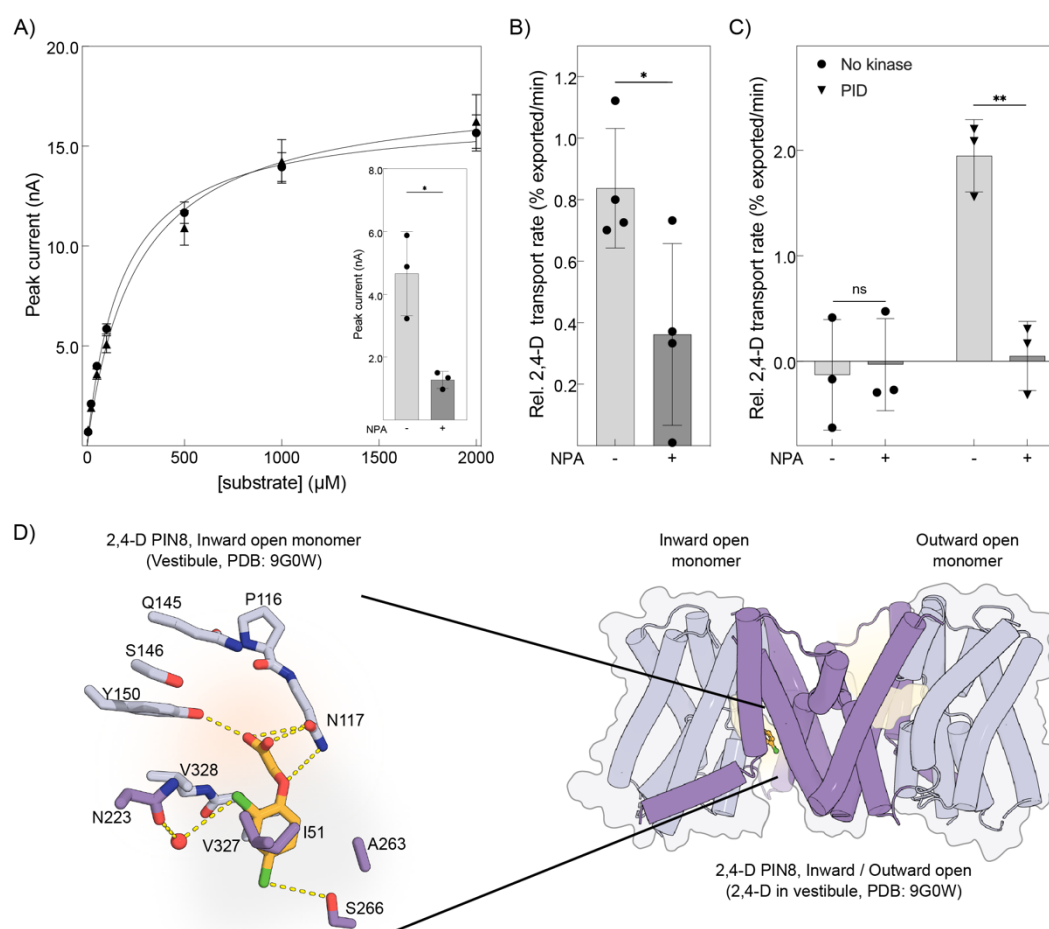 A)
20.0
15.0
10.0
5.0
Peak current (nA)
0
500
1000
1500
2000
[substrate] (µM)
8.0
6.0
4.0
2.0
Peak current (nA)
*
NPA
-
+
B)
1.2
1.0
0.8
0.6
0.4
0.2
Rel. 2,4-D transport rate (% exported/min)
*
NPA
-
+
C)
No kinase
PID
2.0
1.0
0.0
Rel. 2,4-D transport rate (% exported/min)
ns
**
NPA
-
+
-
+
D)
2,4-D PIN8, Inward open monomer
(Vestibule, PDB: 9G0W)
Q145
P116
S146
Y150
N117
V328
N223
V327
I51
A263
S266
Inward open
monomer
Outward open
monomer
2,4-D PIN8, Inward / Outward open
(2,4-D in vestibule, PDB: 9G0W)